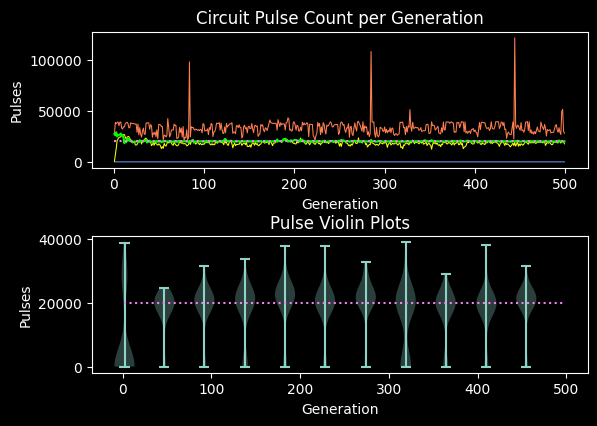 Circuit Pulse Count per Generation
100000
50000
0
Pulses
0 100 200 300 400 500
Generation
Pulse Violin Plots
40000
20000
0
Pulses
0 100 200 300 400 500
Generation